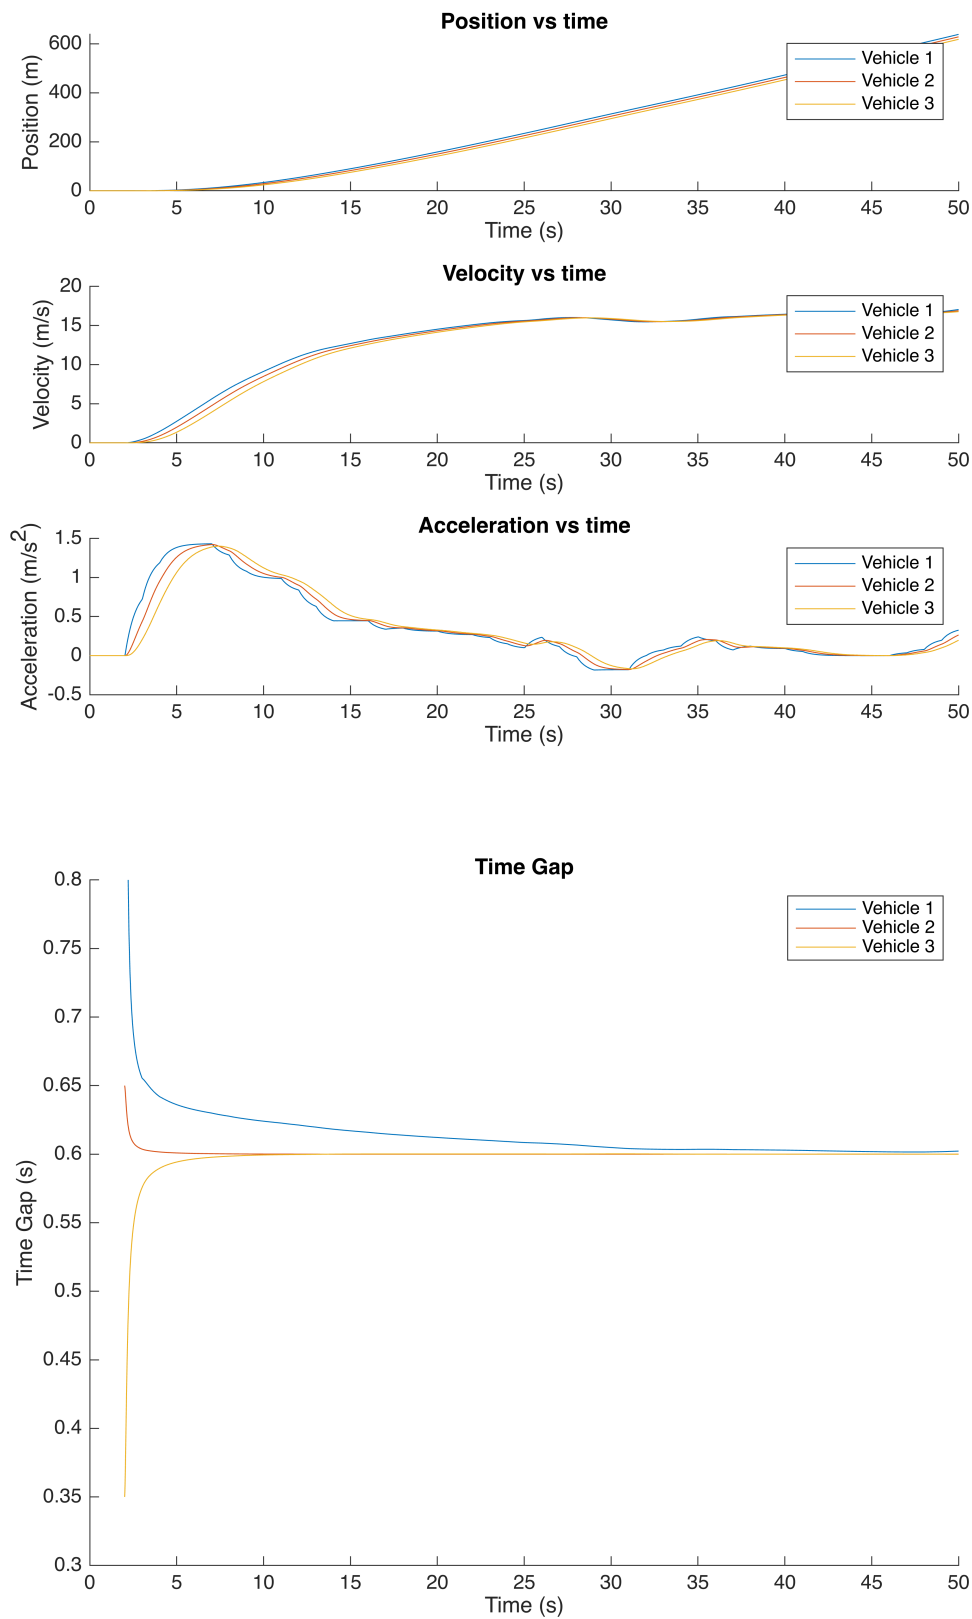 Position vs time
Position (m)
600
400
200
0
Vehicle 1
Vehicle 2
Vehicle 3
0 5 10 15 20 25 30 35 40 45 50
Time (s)
Velocity vs time
Velocity (m/s)
20
15
10
5
0
Vehicle 1
Vehicle 2
Vehicle 3
0 5 10 15 20 25 30 35 40 45 50
Time (s)
Acceleration vs time
Acceleration (m/s²)
1.5
1
0.5
0
-0.5
Vehicle 1
Vehicle 2
Vehicle 3
0 5 10 15 20 25 30 35 40 45 50
Time (s)
Time Gap
Time Gap (s)
0.8
0.75
0.7
0.65
0.6
0.55
0.5
0.45
0.4
0.35
0.3
Vehicle 1
Vehicle 2
Vehicle 3
0 5 10 15 20 25 30 35 40 45 50
Time (s)